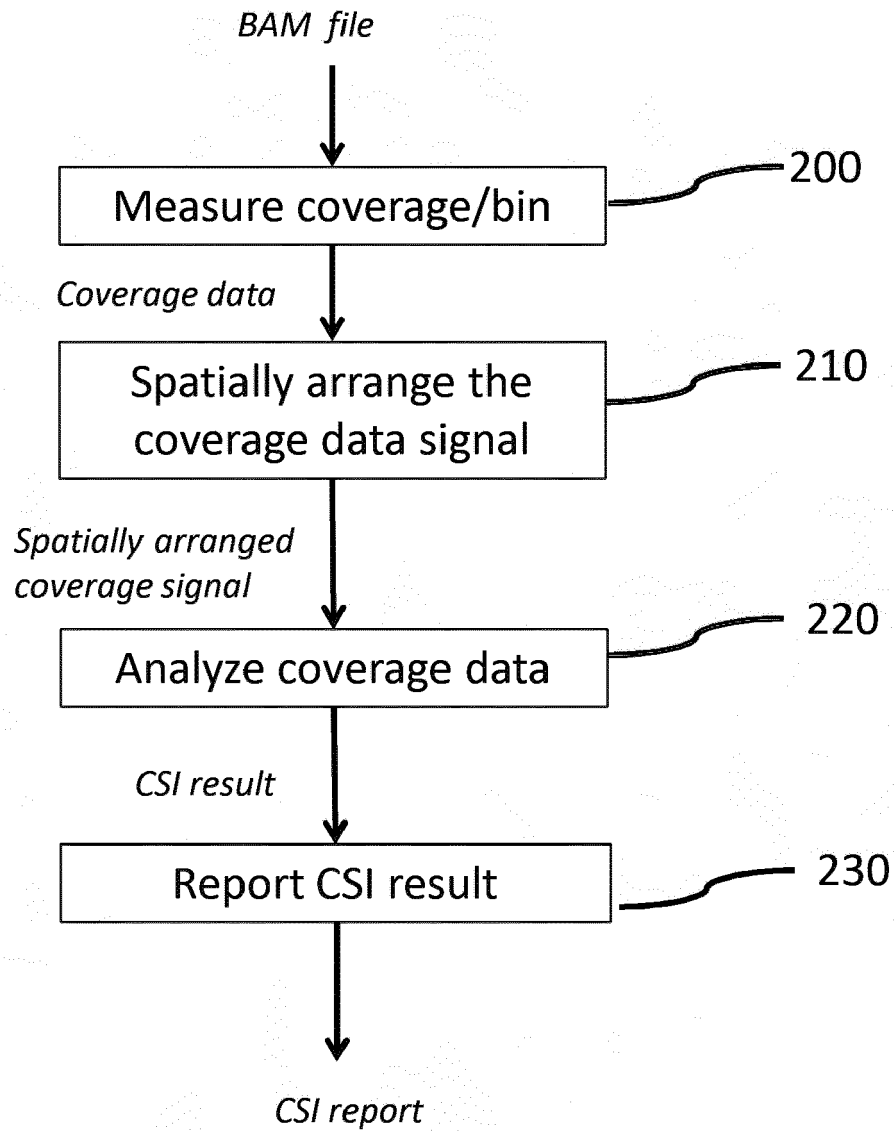 BAM file
Measure coverage/bin
200
Coverage data
Spatially arrange the
coverage data signal
210
Spatially arranged
coverage signal
Analyze coverage data
220
CSI result
Report CSI result
230
CSI report